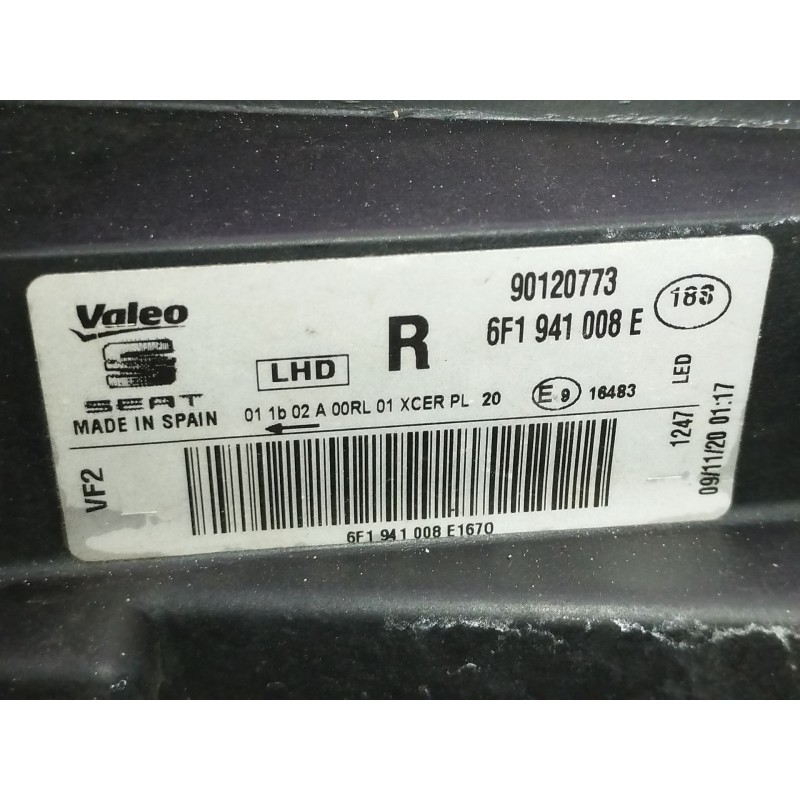 Valeo
SEAT
MADE IN SPAIN
LHD
R
90120773
6F1 941 008 E
188
01 1b 02 A 00RL 01 XCER PL 20
E 9 16483
VF2
6F1 941 008 E1670
1247 LED
09/11/20 01:17